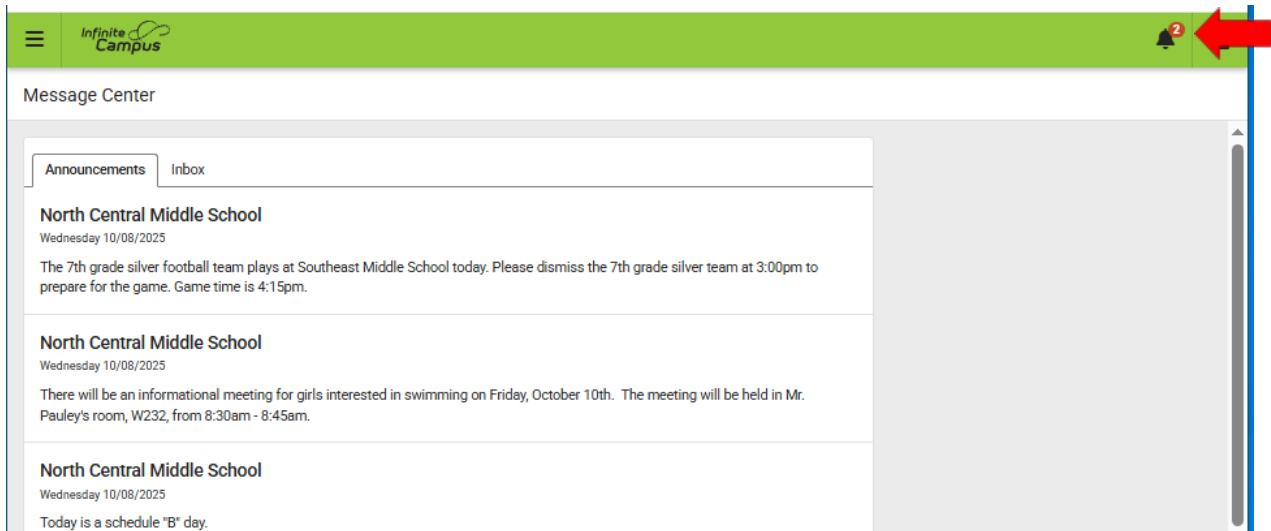 Infinite
Campus
2
Message Center
Announcements Inbox
North Central Middle School
Wednesday 10/08/2025
The 7th grade silver football team plays at Southeast Middle School today. Please dismiss the 7th grade silver team at 3:00pm to
prepare for the game. Game time is 4:15pm.
North Central Middle School
Wednesday 10/08/2025
There will be an informational meeting for girls interested in swimming on Friday, October 10th.  The meeting will be held in Mr.
Pauley's room, W232, from 8:30am - 8:45am.
North Central Middle School
Wednesday 10/08/2025
Today is a schedule "B" day.